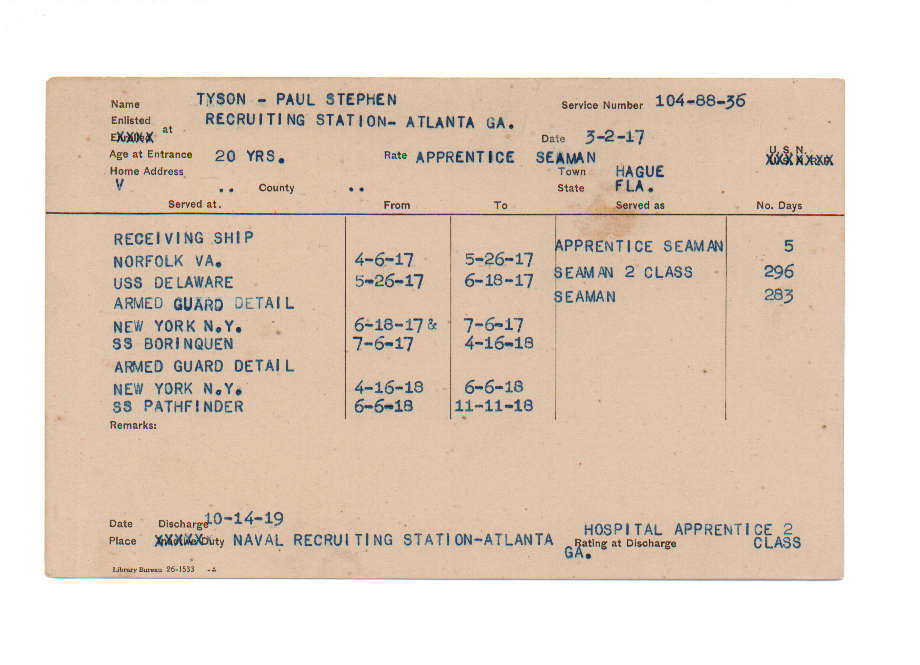 Name TYSON - PAUL STEPHEN Service Number 104-88-36
Enlisted at RECRUITING STATION- ATLANTA GA. Date 3-2-17
Age at Entrance 20 YRS. Rate APPRENTICE SEAMAN U.S.N.
Home Address Town HAGUE
V .. County .. State FLA.
Served at. From To Served as No. Days
RECEIVING SHIP APPRENTICE SEAMAN 5
NORFOLK VA. 4-6-17 5-26-17 SEAMAN 2 CLASS 296
USS DELAWARE 5-26-17 6-18-17 SEAMAN 283
ARMED GUARD DETAIL
NEW YORK N.Y. 6-18-17 & 7-6-17
SS BORINQUEN 7-6-17 4-16-18
ARMED GUARD DETAIL
NEW YORK N.Y. 4-16-18 6-6-18
SS PATHFINDER 6-6-18 11-11-18
Remarks:
Date Discharge 10-14-19 HOSPITAL APPRENTICE 2 CLASS
Place Duty NAVAL RECRUITING STATION-ATLANTA GA. Rating at Discharge
Library Bureau 26-1533